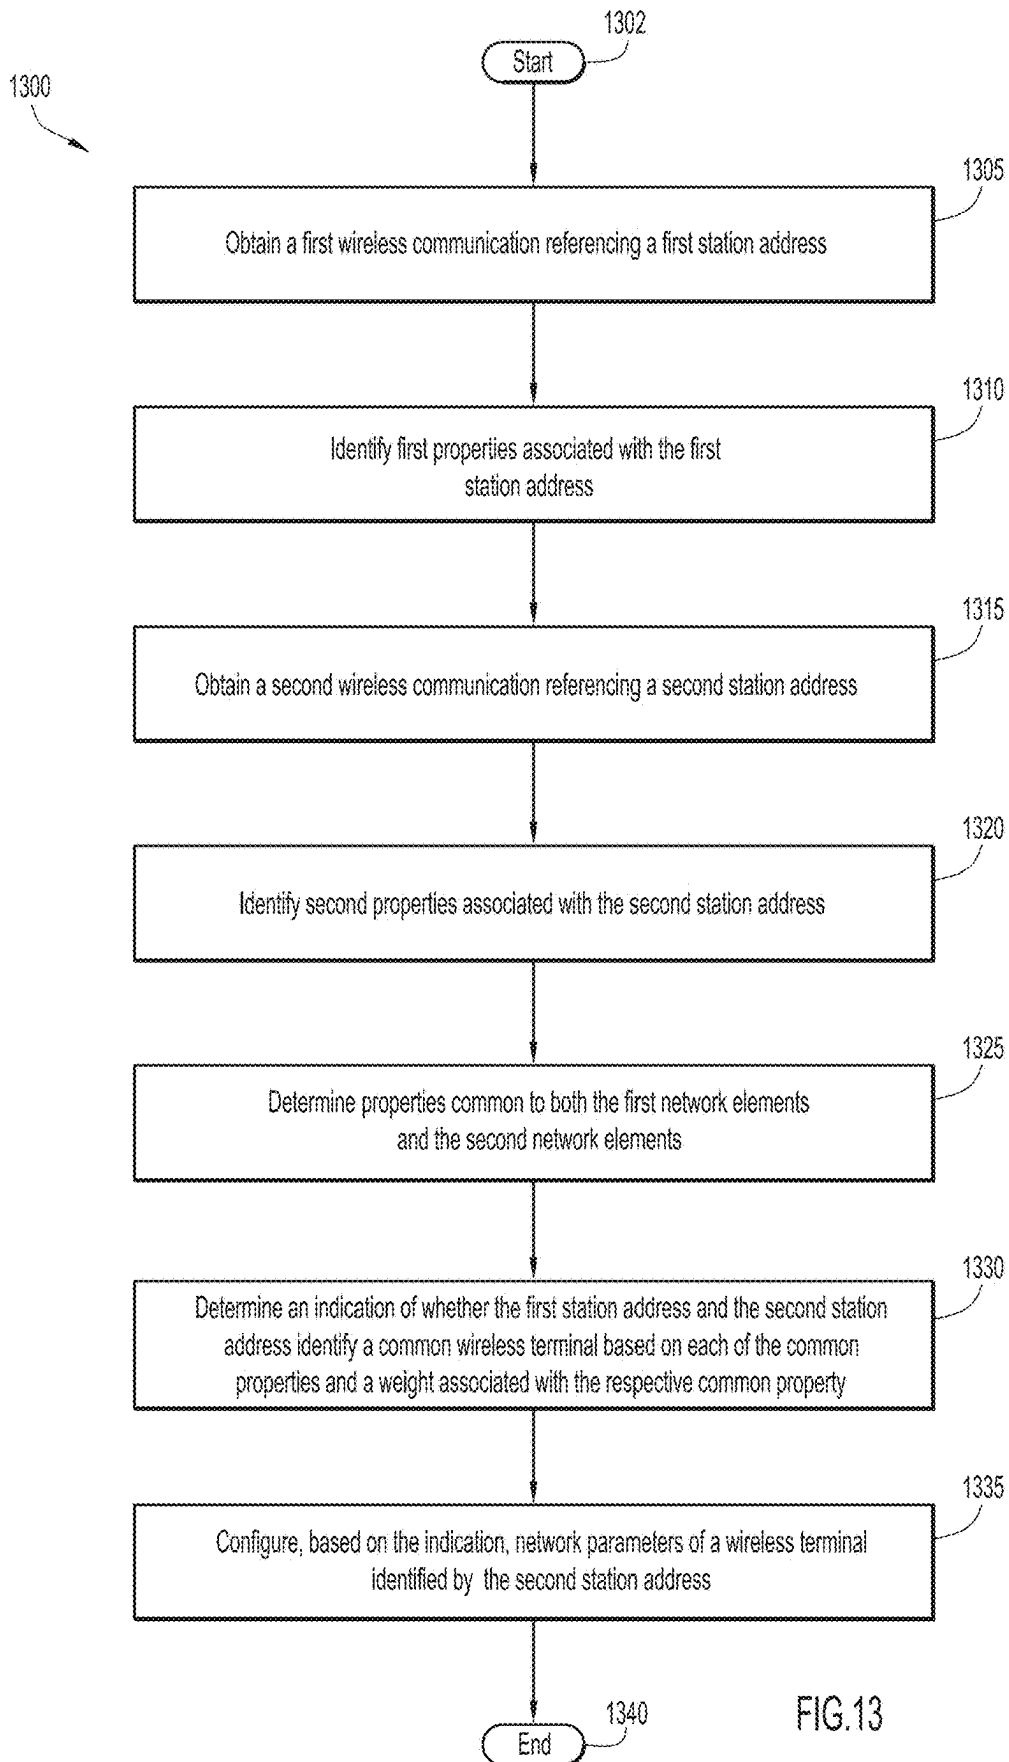 1302
Start
1300
1305
Obtain a first wireless communication referencing a first station address
1310
Identify first properties associated with the first
station address
1315
Obtain a second wireless communication referencing a second station address
1320
Identify second properties associated with the second station address
1325
Determine properties common to both the first network elements
and the second network elements
1330
Determine an indication of whether the first station address and the second station
address identify a common wireless terminal based on each of the common
properties and a weight associated with the respective common property
1335
Configure, based on the indication, network parameters of a wireless terminal
identified by the second station address
1340
End
FIG.13